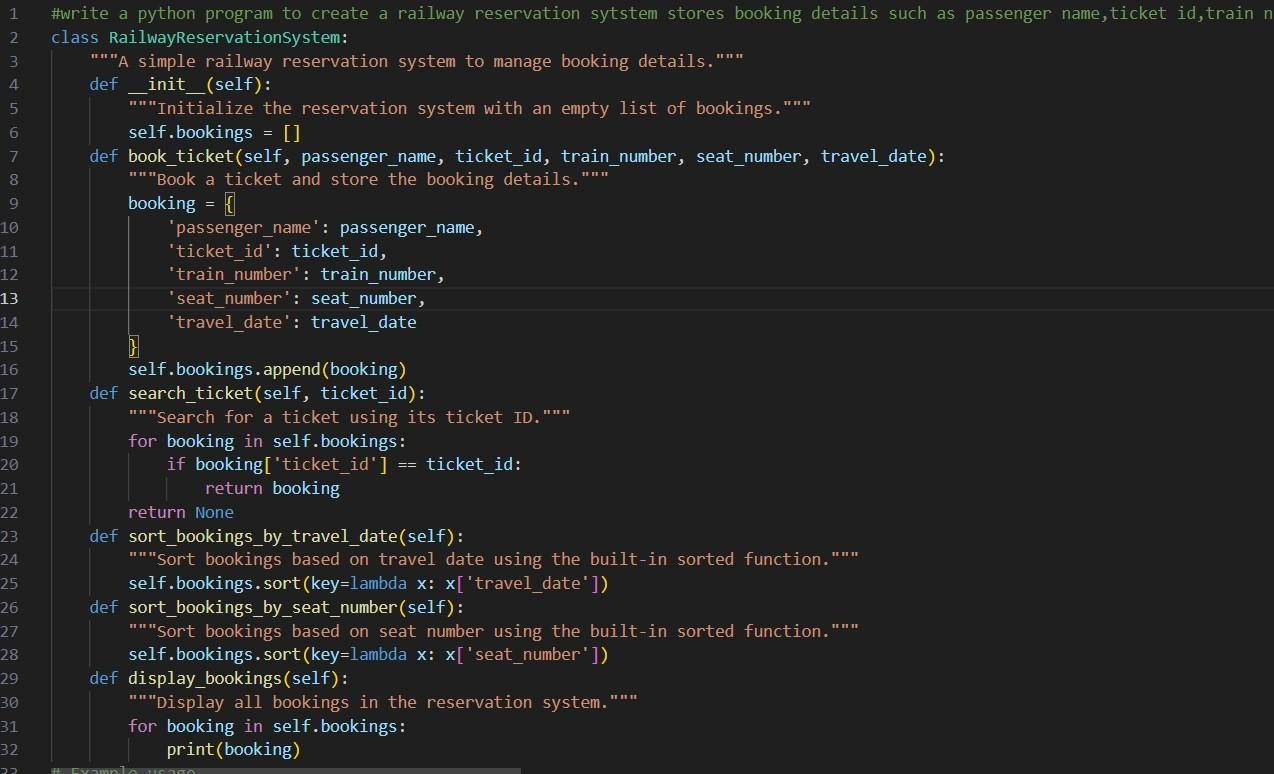 1 #write a python program to create a railway reservation sytstem stores booking details such as passenger name,ticket id,train n
2 class RailwayReservationSystem:
3     """A simple railway reservation system to manage booking details."""
4     def __init__(self):
5         """Initialize the reservation system with an empty list of bookings."""
6         self.bookings = []
7     def book_ticket(self, passenger_name, ticket_id, train_number, seat_number, travel_date):
8         """Book a ticket and store the booking details."""
9         booking = {
10             'passenger_name': passenger_name,
11             'ticket_id': ticket_id,
12             'train_number': train_number,
13             'seat_number': seat_number,
14             'travel_date': travel_date
15         }
16         self.bookings.append(booking)
17     def search_ticket(self, ticket_id):
18         """Search for a ticket using its ticket ID."""
19         for booking in self.bookings:
20             if booking['ticket_id'] == ticket_id:
21                 return booking
22         return None
23     def sort_bookings_by_travel_date(self):
24         """Sort bookings based on travel date using the built-in sorted function."""
25         self.bookings.sort(key=lambda x: x['travel_date'])
26     def sort_bookings_by_seat_number(self):
27         """Sort bookings based on seat number using the built-in sorted function."""
28         self.bookings.sort(key=lambda x: x['seat_number'])
29     def display_bookings(self):
30         """Display all bookings in the reservation system."""
31         for booking in self.bookings:
32             print(booking)
33 # Example usage